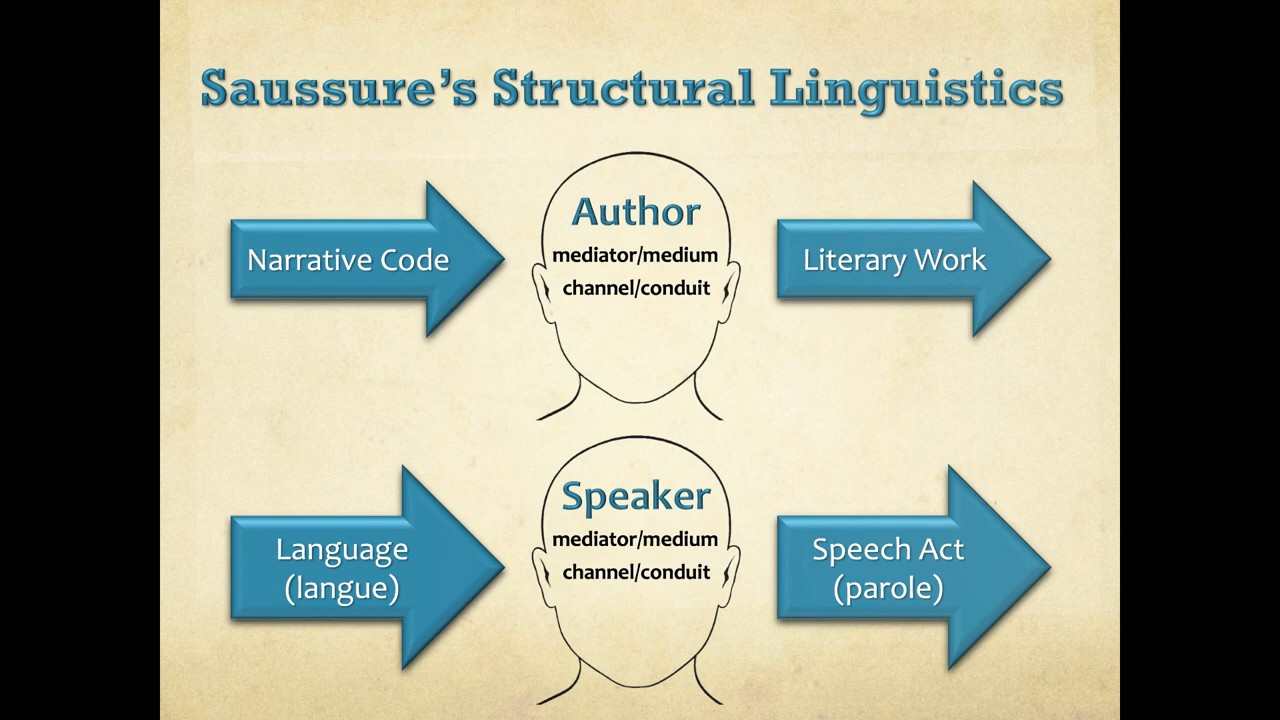 Saussure’s Structural Linguistics
Narrative Code
Author
mediator/medium
channel/conduit
Literary Work
Language
(langue)
Speaker
mediator/medium
channel/conduit
Speech Act
(parole)